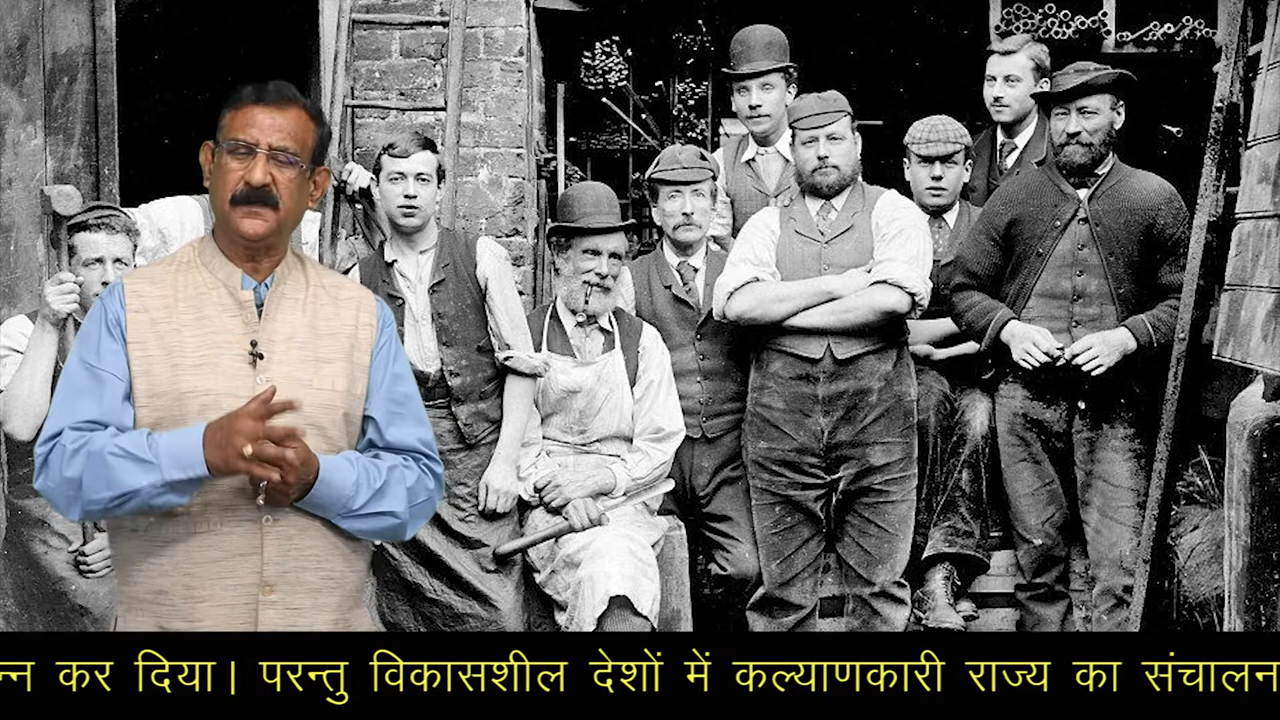 कर दिया। परन्तु विकासशील देशों में कल्याणकारी राज्य का संचालन